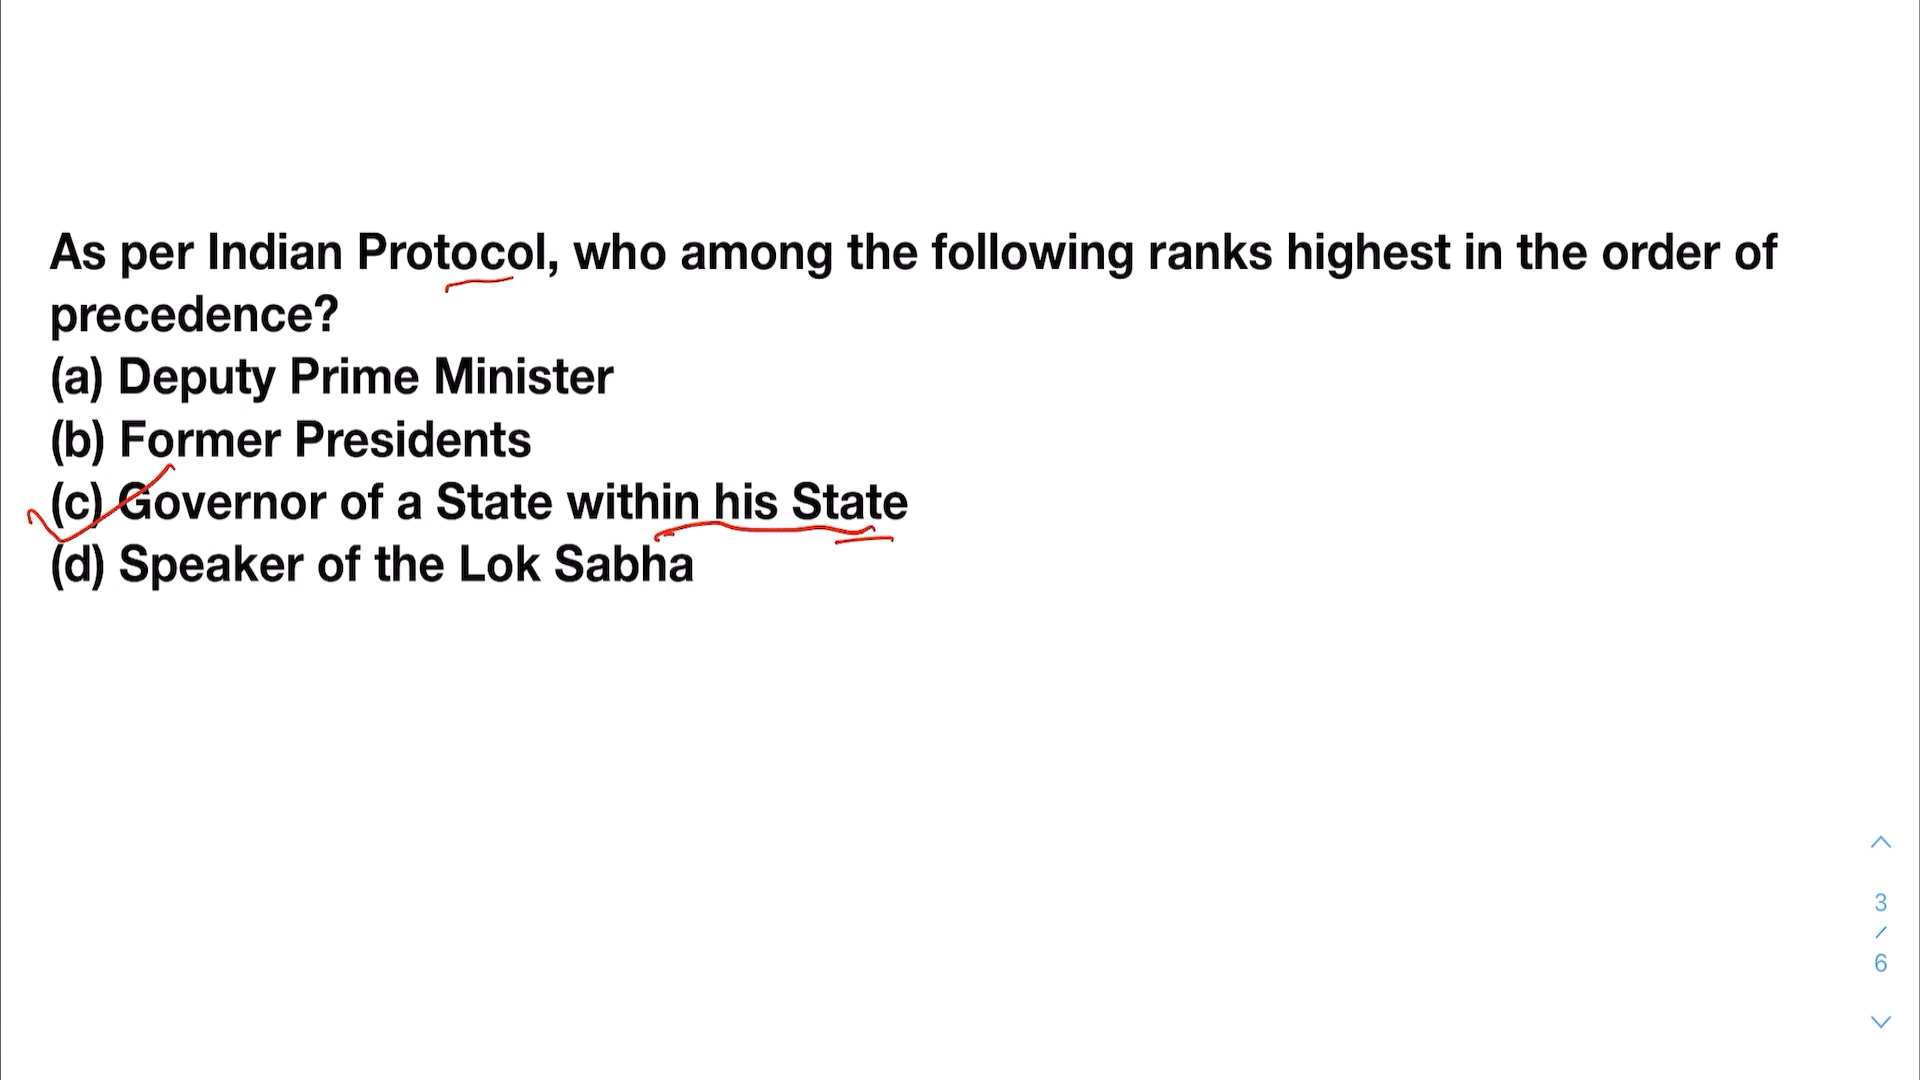 As per Indian Protocol, who among the following ranks highest in the order of
precedence?
(a) Deputy Prime Minister
(b) Former Presidents
(c) Governor of a State within his State
(d) Speaker of the Lok Sabha
3
/
6